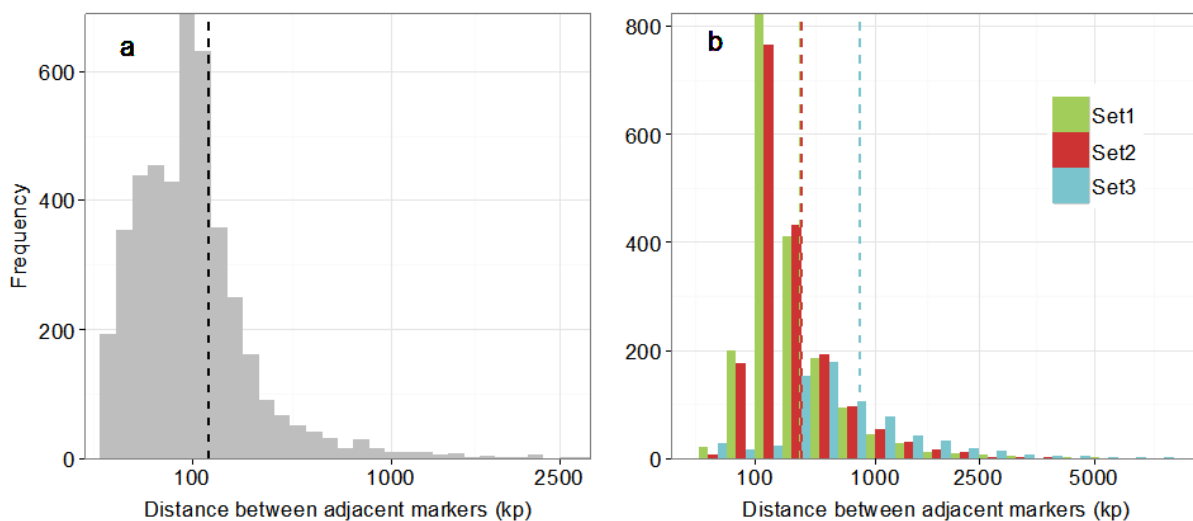 a
600
400
200
0
Frequency
100
1000
2500
Distance between adjacent markers (kp)
b
800
600
400
200
0
Set1
Set2
Set3
100
1000
2500
5000
Distance between adjacent markers (kp)